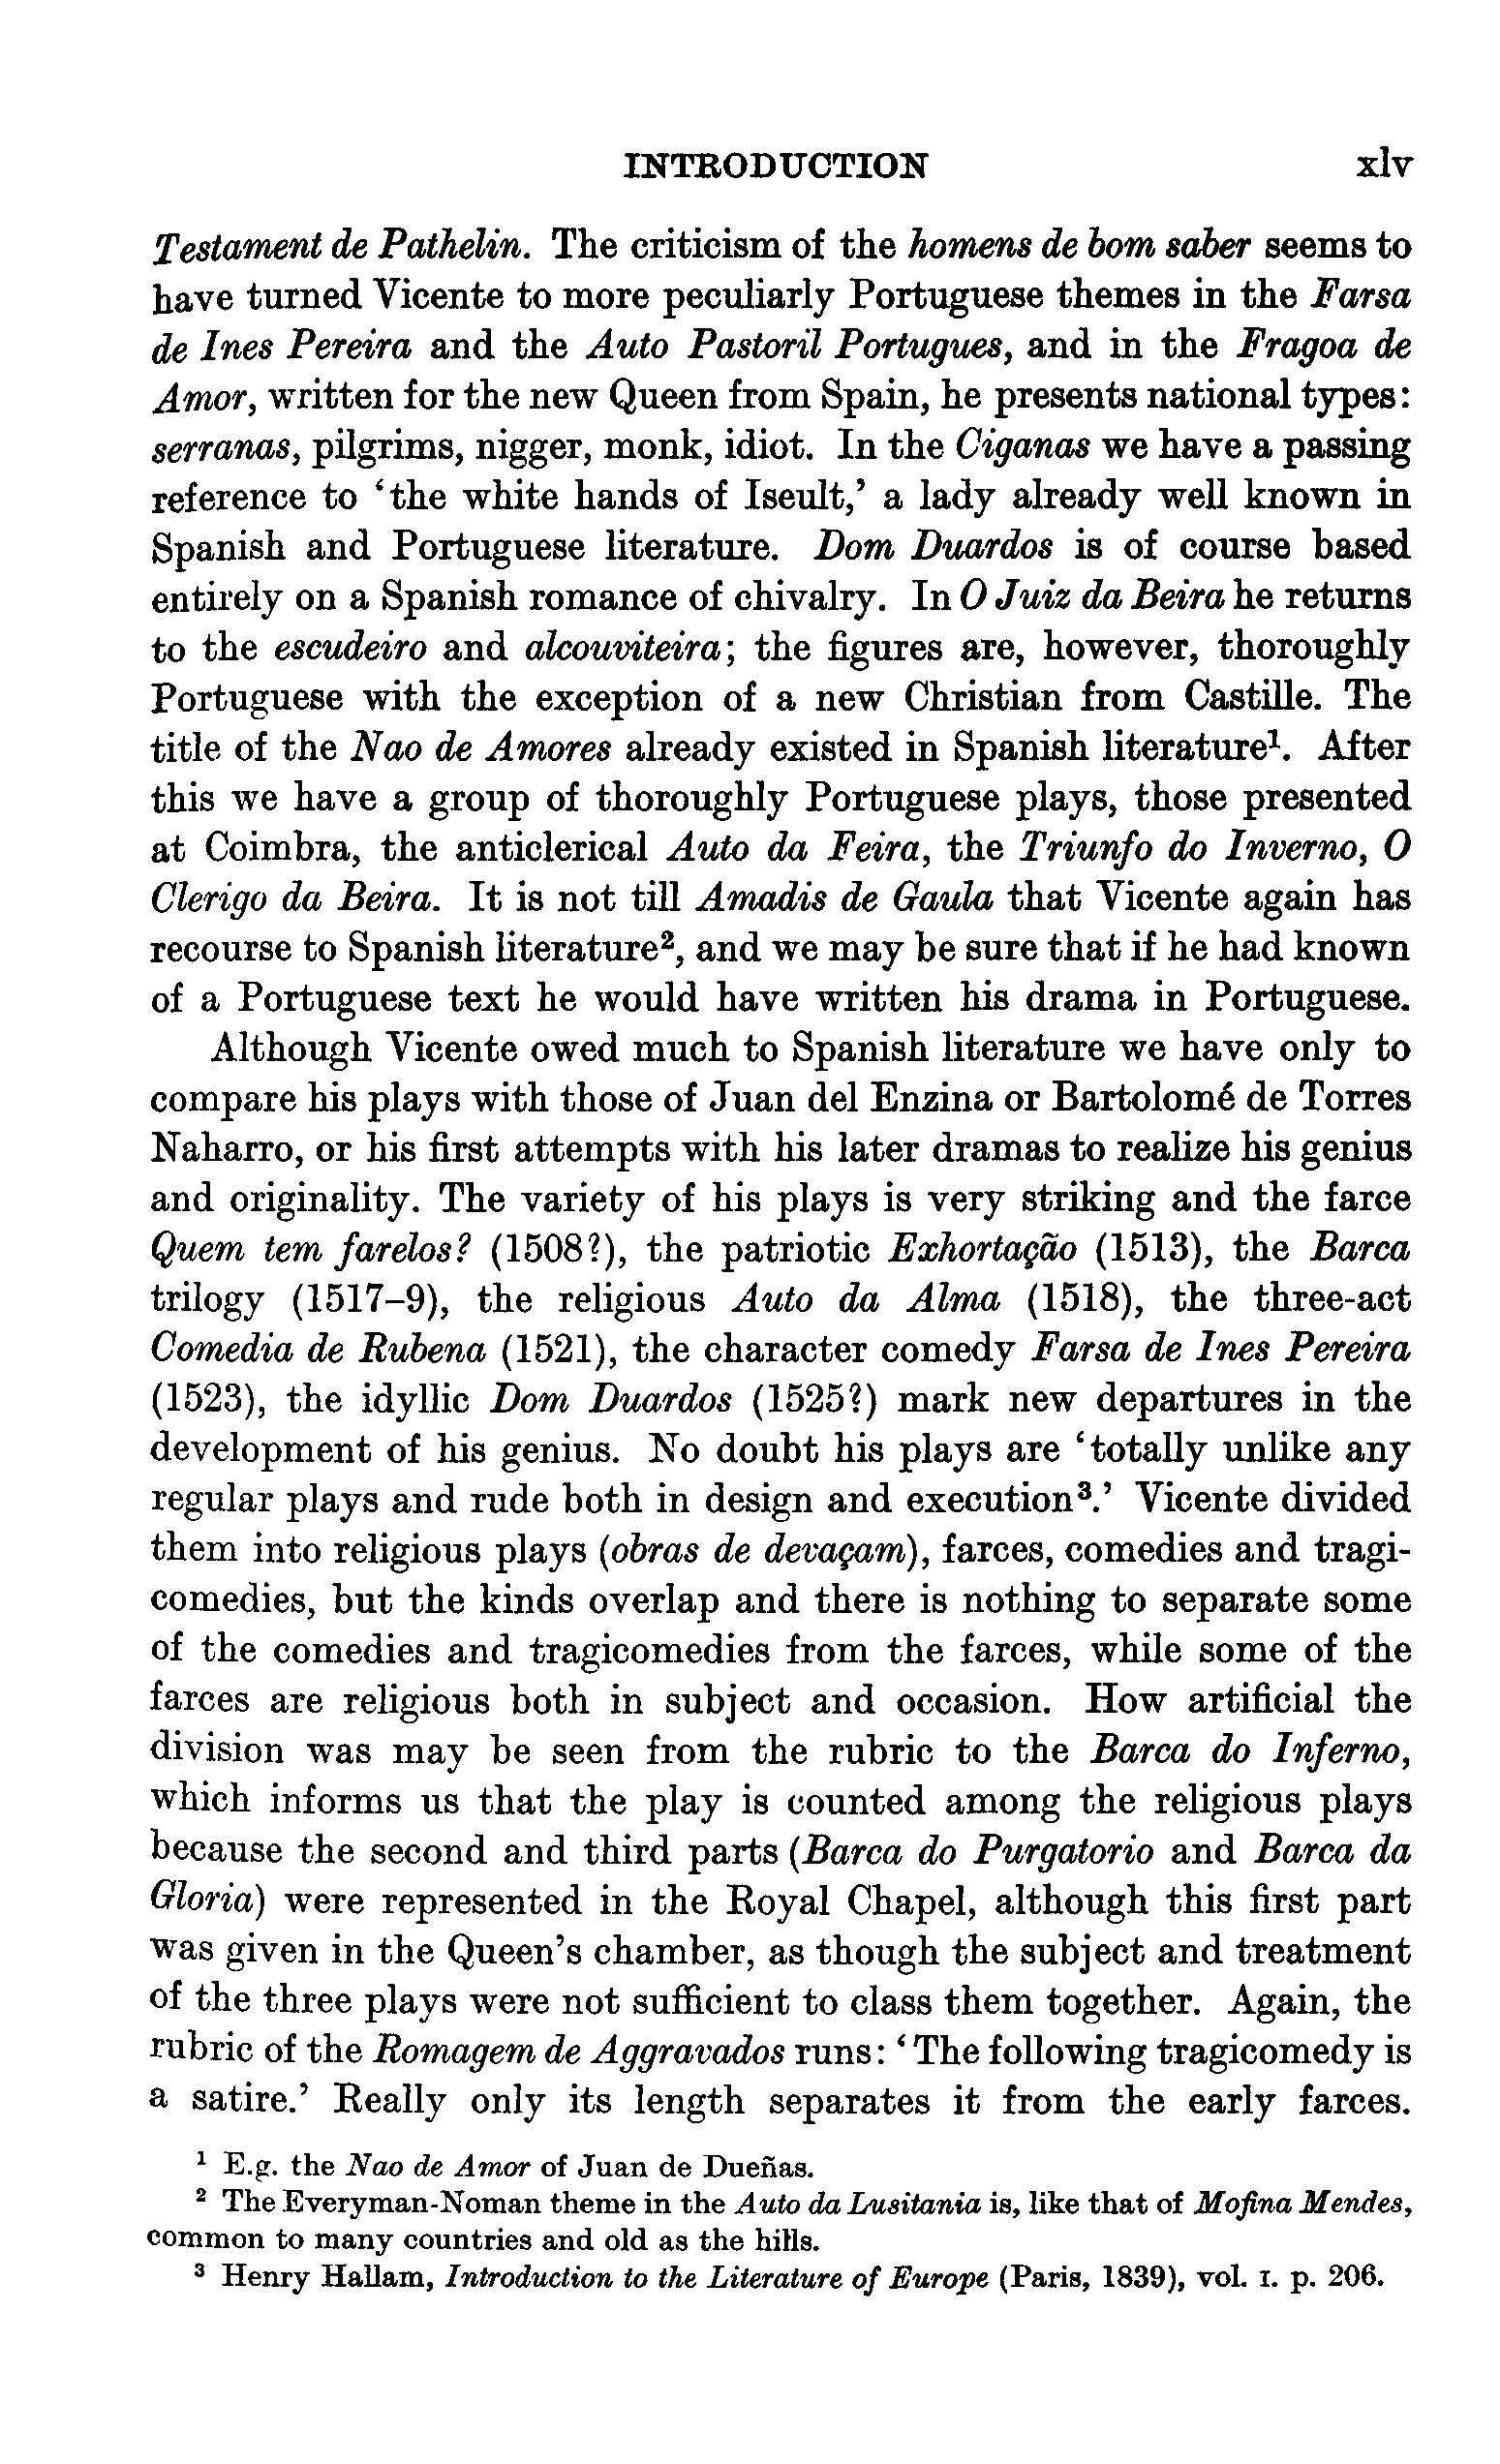 INTRODUCTION xlv
Testament de Pathelin. The criticism of the homens de bom saber seems to
have turned Vicente to more peculiarly Portuguese themes in the Farsa
de Ines Pereira and the Auto Pastoril Portugues, and in the Fragoa de
Amor, written for the new Queen from Spain, he presents national types:
serranas, pilgrims, nigger, monk, idiot. In the Ciganas we have a passing
reference to ‘the white hands of Iseult,’ a lady already well known in
Spanish and Portuguese literature. Dom Duardos is of course based
entirely on a Spanish romance of chivalry. In O Juiz da Beira he returns
to the escudeiro and alcouviteira; the figures are, however, thoroughly
Portuguese with the exception of a new Christian from Castille. The
title of the Nao de Amores already existed in Spanish literature¹. After
this we have a group of thoroughly Portuguese plays, those presented
at Coimbra, the anticlerical Auto da Feira, the Triunfo do Inverno, O
Clerigo da Beira. It is not till Amadis de Gaula that Vicente again has
recourse to Spanish literature², and we may be sure that if he had known
of a Portuguese text he would have written his drama in Portuguese.
Although Vicente owed much to Spanish literature we have only to
compare his plays with those of Juan del Enzina or Bartolomé de Torres
Naharro, or his first attempts with his later dramas to realize his genius
and originality. The variety of his plays is very striking and the farce
Quem tem farelos? (1508?), the patriotic Exhortação (1513), the Barca
trilogy (1517–9), the religious Auto da Alma (1518), the three-act
Comedia de Rubena (1521), the character comedy Farsa de Ines Pereira
(1523), the idyllic Dom Duardos (1525?) mark new departures in the
development of his genius. No doubt his plays are ‘totally unlike any
regular plays and rude both in design and execution³.’ Vicente divided
them into religious plays (obras de devaçam), farces, comedies and tragi-
comedies, but the kinds overlap and there is nothing to separate some
of the comedies and tragicomedies from the farces, while some of the
farces are religious both in subject and occasion. How artificial the
division was may be seen from the rubric to the Barca do Inferno,
which informs us that the play is counted among the religious plays
because the second and third parts (Barca do Purgatorio and Barca da
Gloria) were represented in the Royal Chapel, although this first part
was given in the Queen’s chamber, as though the subject and treatment
of the three plays were not sufficient to class them together. Again, the
rubric of the Romagem de Aggravados runs: ‘The following tragicomedy is
a satire.’ Really only its length separates it from the early farces.
¹ E.g. the Nao de Amor of Juan de Dueñas.
² The Everyman-Noman theme in the Auto da Lusitania is, like that of Mofina Mendes,
common to many countries and old as the hills.
³ Henry Hallam, Introduction to the Literature of Europe (Paris, 1839), vol. I. p. 206.